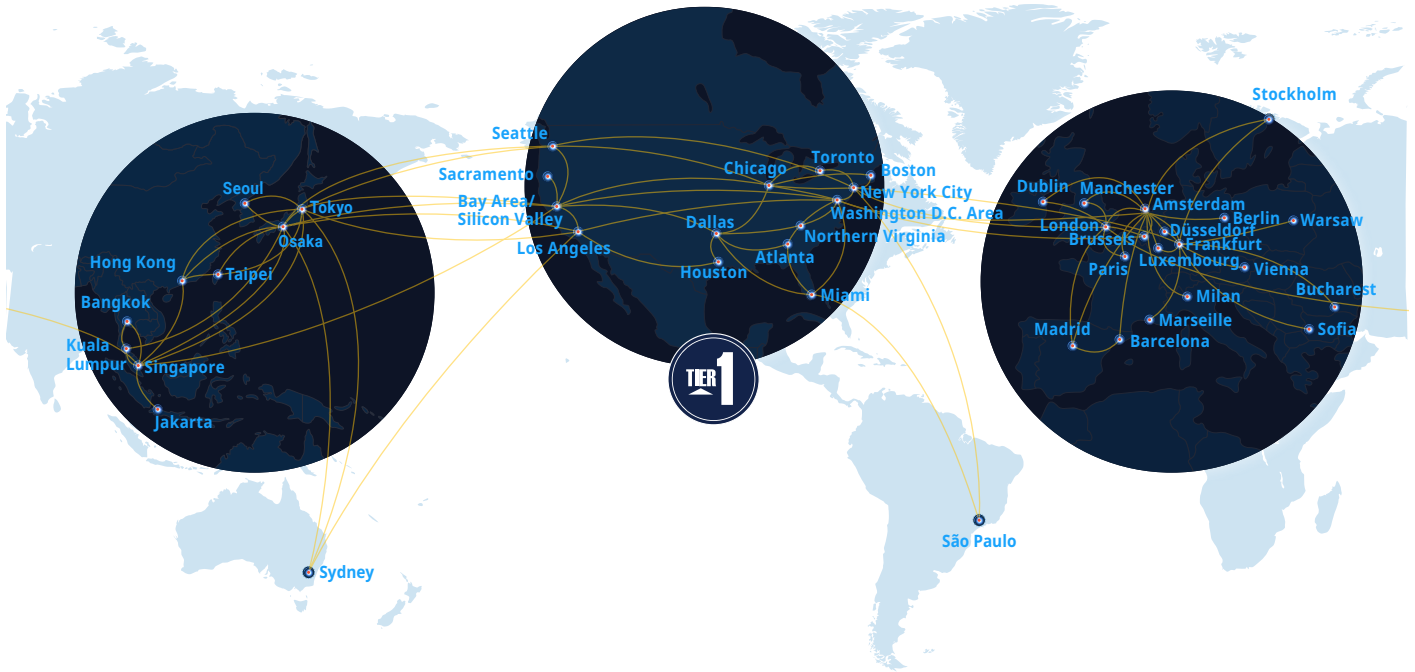 Seoul
Tokyo
Osaka
Hong Kong
Taipei
Bangkok
Kuala
Lumpur
Singapore
Jakarta
Sydney
Seattle
Sacramento
Bay Area/
Silicon Valley
Los Angeles
Chicago
Toronto
Boston
New York City
Washington D.C. Area
Dallas
Northern Virginia
Atlanta
Houston
Miami
TIER 1
São Paulo
Stockholm
Dublin
Manchester
Amsterdam
London
Berlin
Warsaw
Brussels
Düsseldorf
Frankfurt
Paris
Luxembourg
Vienna
Bucharest
Milan
Madrid
Marseille
Barcelona
Sofia